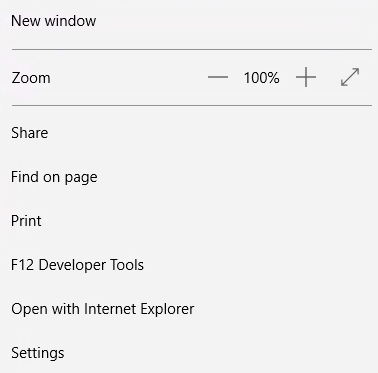 New window
Zoom 100%
Share
Find on page
Print
F12 Developer Tools
Open with Internet Explorer
Settings